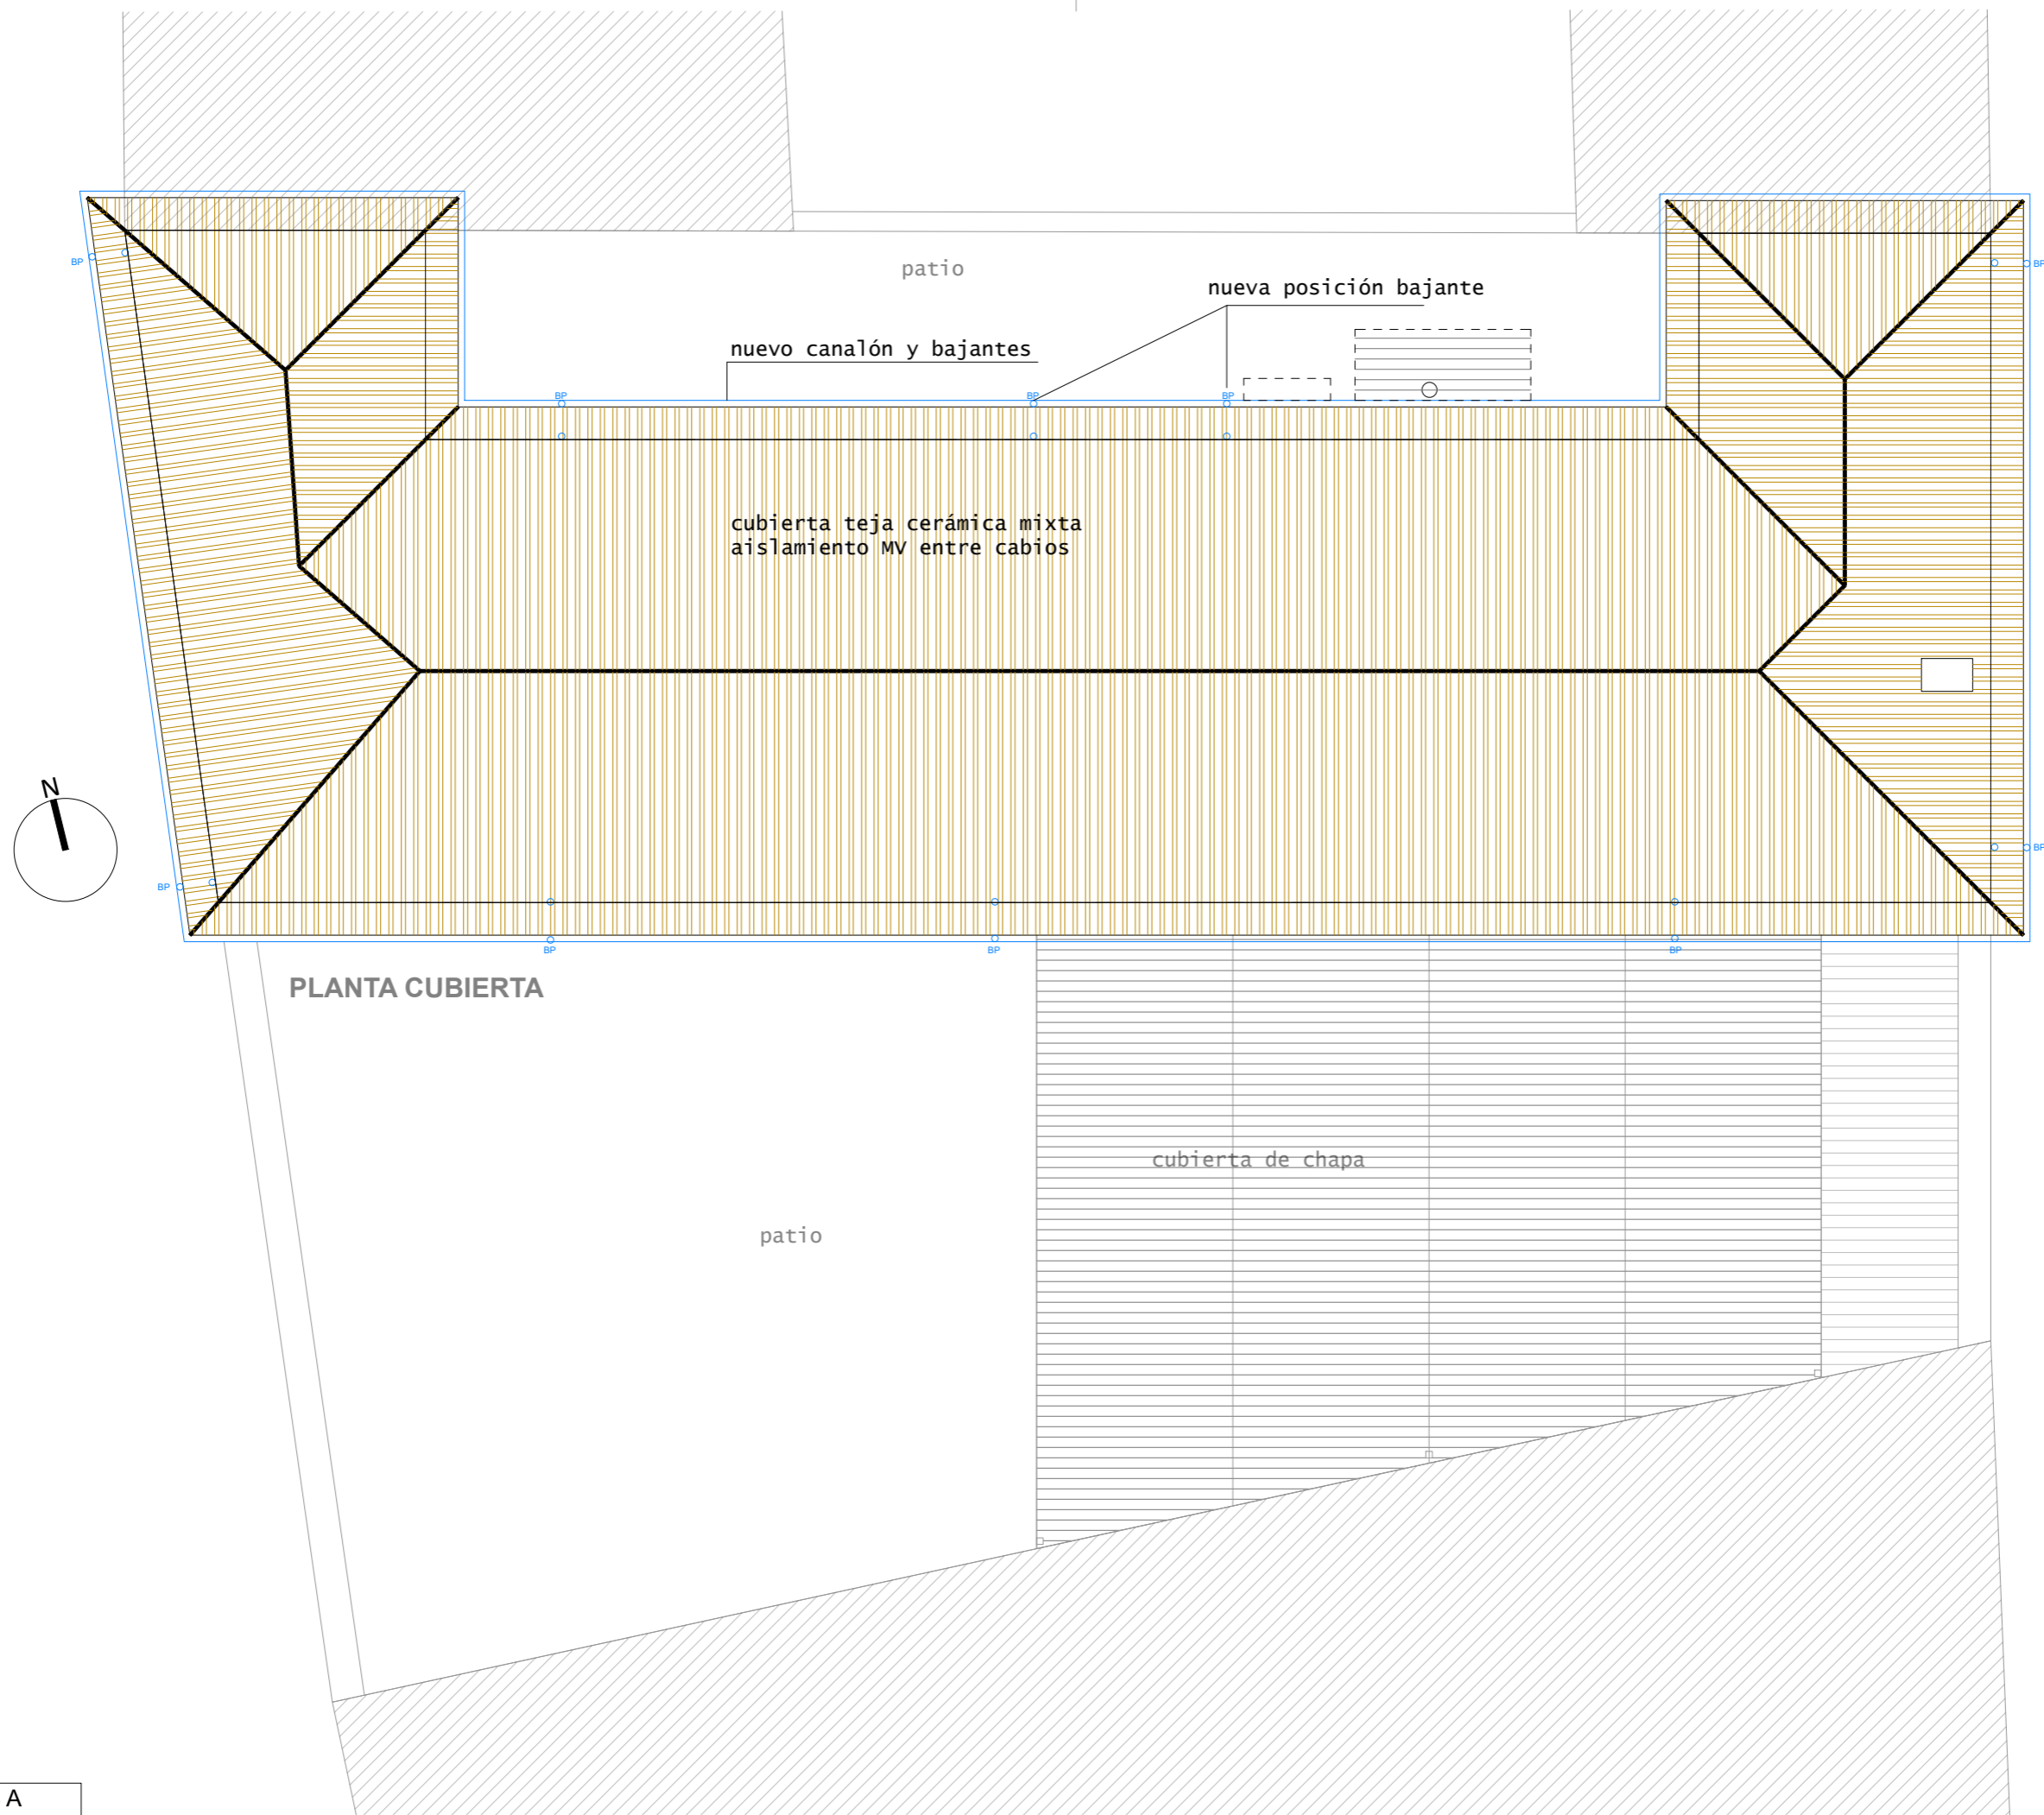 patio
BP
BP
nueva posición bajante
nuevo canalón y bajantes
BP
BP
BP
cubierta teja cerámica mixta
aislamiento MV entre cabios
N
BP
BP
BP
BP
BP
PLANTA CUBIERTA
cubierta de chapa
patio
A